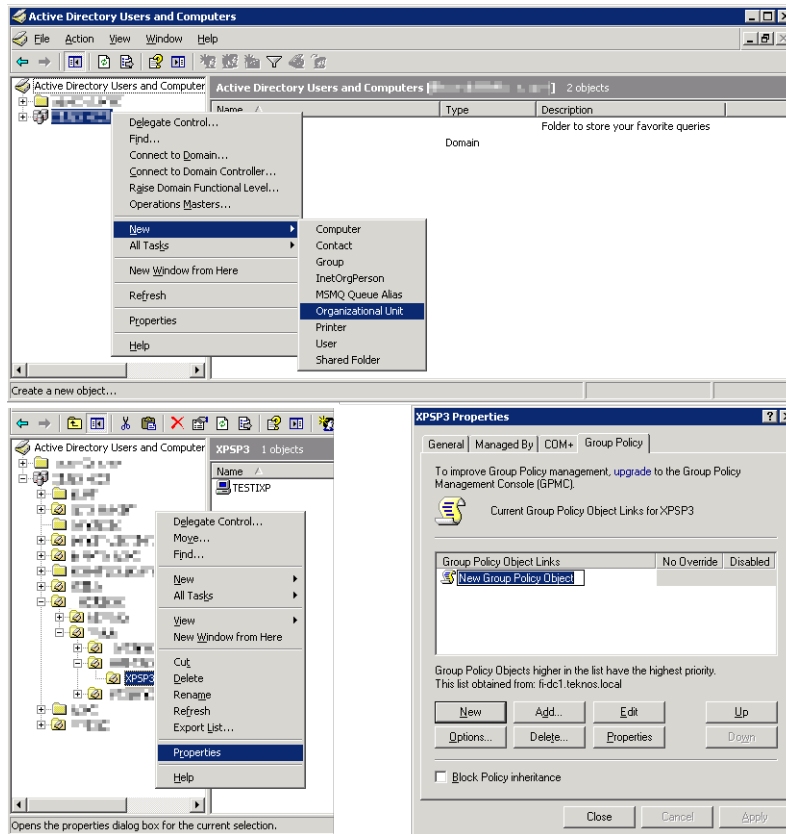 Active Directory Users and Computers
File Action View Window Help
Active Directory Users and Computer
Active Directory Users and Computers [ ] 2 objects
Name Type Description
Folder to store your favorite queries
Domain
Delegate Control...
Find...
Connect to Domain...
Connect to Domain Controller...
Raise Domain Functional Level...
Operations Masters...
New
All Tasks
New Window from Here
Refresh
Properties
Help
Computer
Contact
Group
InetOrgPerson
MSMQ Queue Alias
Organizational Unit
Printer
User
Shared Folder
Create a new object...
Active Directory Users and Computer
XPSP3 1 objects
Name
TESTIXP
XPSP3
Delegate Control...
Move...
Find...
New
All Tasks
View
New Window from Here
Cut
Delete
Rename
Refresh
Export List...
Properties
Help
Opens the properties dialog box for the current selection.
XPSP3 Properties
General Managed By COM+ Group Policy
To improve Group Policy management, upgrade to the Group Policy
Management Console (GPMC).
Current Group Policy Object Links for XPSP3
Group Policy Object Links No Override Disabled
New Group Policy Object
Group Policy Objects higher in the list have the highest priority.
This list obtained from: fi-dc1.teknos.local
New Add... Edit Up
Options... Delete... Properties Down
Block Policy inheritance
Close Cancel Apply